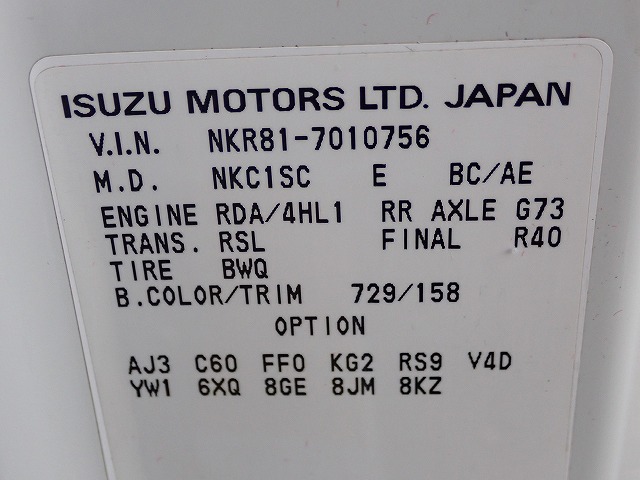 ISUZU MOTORS LTD. JAPAN
V.I.N. NKR81-7010756
M.D. NKC1SC E BC/AE
ENGINE RDA/4HL1 RR AXLE G73
TRANS. RSL FINAL R40
TIRE BWQ
B.COLOR/TRIM 729/158
OPTION
AJ3 C60 FF0 KG2 RS9 V4D
YW1 6XQ 8GE 8JM 8KZ